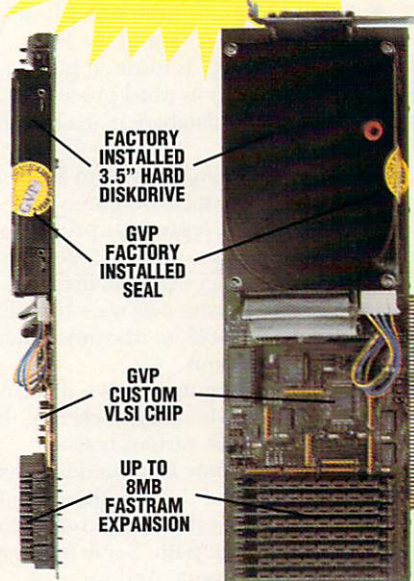 FACTORY
INSTALLED
3.5" HARD
DISKDRIVE
GVP
FACTORY
INSTALLED
SEAL
GVP
GVP
CUSTOM
VLSI CHIP
UP TO
8MB
FASTRAM
EXPANSION